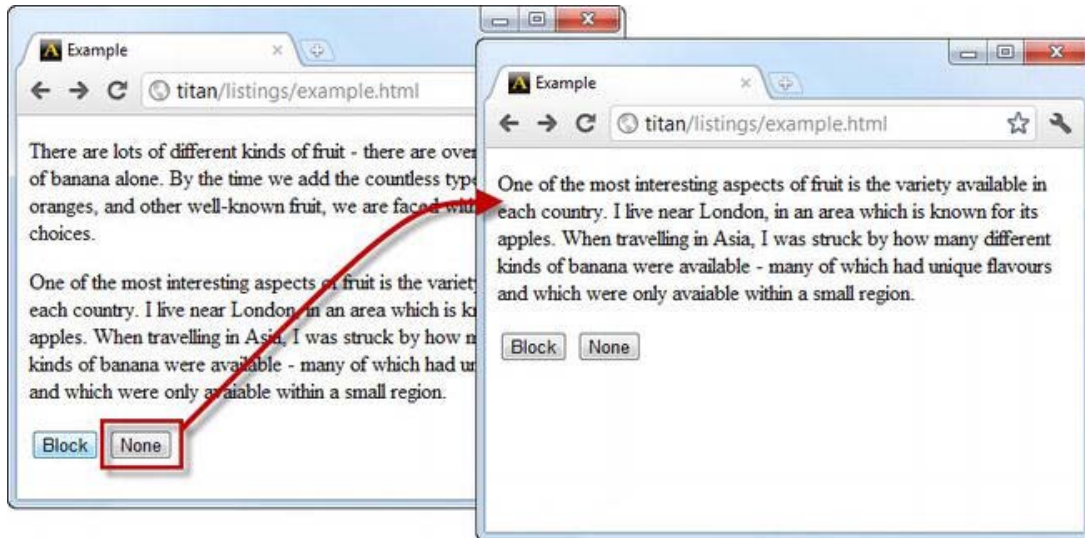 Example
titan/listings/example.html
There are lots of different kinds of fruit - there are over
of banana alone. By the time we add the countless type
oranges, and other well-known fruit, we are faced with
choices.
One of the most interesting aspects of fruit is the variety
each country. I live near London, in an area which is kn
apples. When travelling in Asia, I was struck by how m
kinds of banana were available - many of which had un
and which were only avaiable within a small region.
Block None
Example
titan/listings/example.html
One of the most interesting aspects of fruit is the variety available in
each country. I live near London, in an area which is known for its
apples. When travelling in Asia, I was struck by how many different
kinds of banana were available - many of which had unique flavours
and which were only avaiable within a small region.
Block None